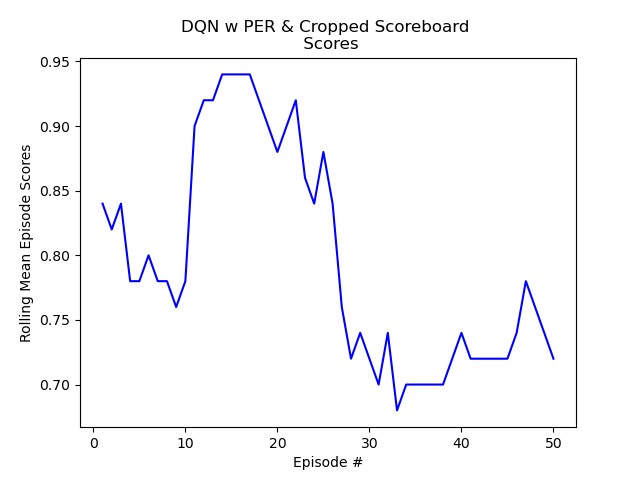 DQN w PER & Cropped Scoreboard
Scores
0.95
0.90
0.85
0.80
0.75
0.70
Rolling Mean Episode Scores
0 10 20 30 40 50
Episode #